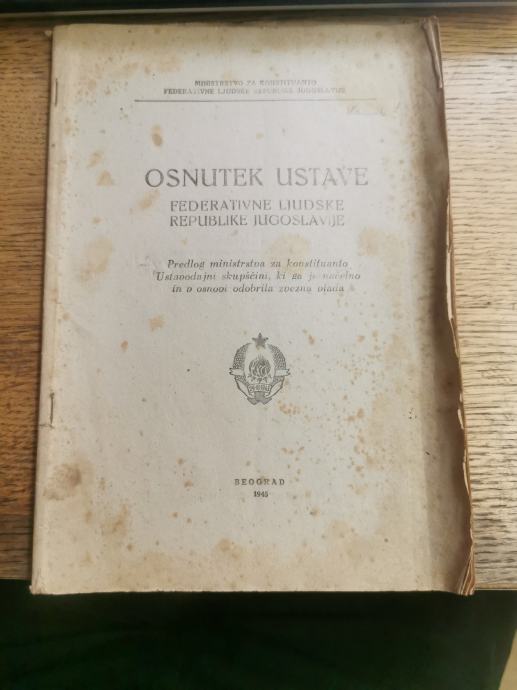 MINISTRSTVO ZA KONSTITUANTO
FEDERATIVNE LJUDSKE REPUBLIKE JUGOSLAVIJE
OSNUTEK USTAVE
FEDERATIVNE LJUDSKE
REPUBLIKE JUGOSLAVIJE
Predlog ministrstva za konstituanto
Ustavodajni skupščini, ki ga je načelno
in v osnovi odobrila zvezna vlada
BEOGRAD
1945